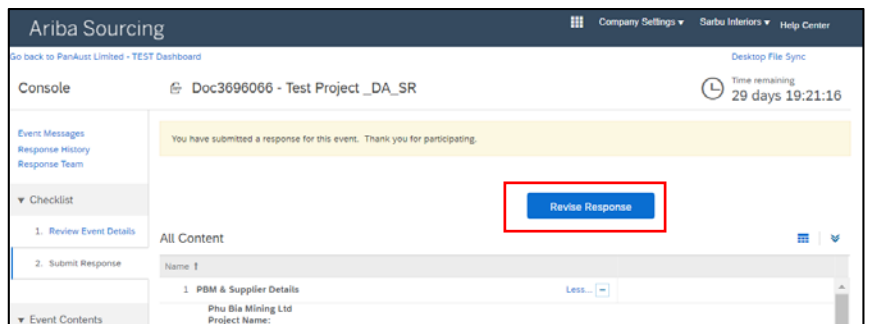 Ariba Sourcing
Company Settings ▾ Sarbu Interiors ▾ Help Center
Go back to PanAust Limited - TEST Dashboard Desktop File Sync
Console Doc3696066 - Test Project _DA_SR Time remaining
29 days 19:21:16
Event Messages
Response History
Response Team
You have submitted a response for this event. Thank you for participating.
▼ Checklist
Revise Response
1. Review Event Details
All Content
2. Submit Response
Name ↑
1 PBM & Supplier Details Less... −
Phu Bia Mining Ltd
Project Name:
▼ Event Contents